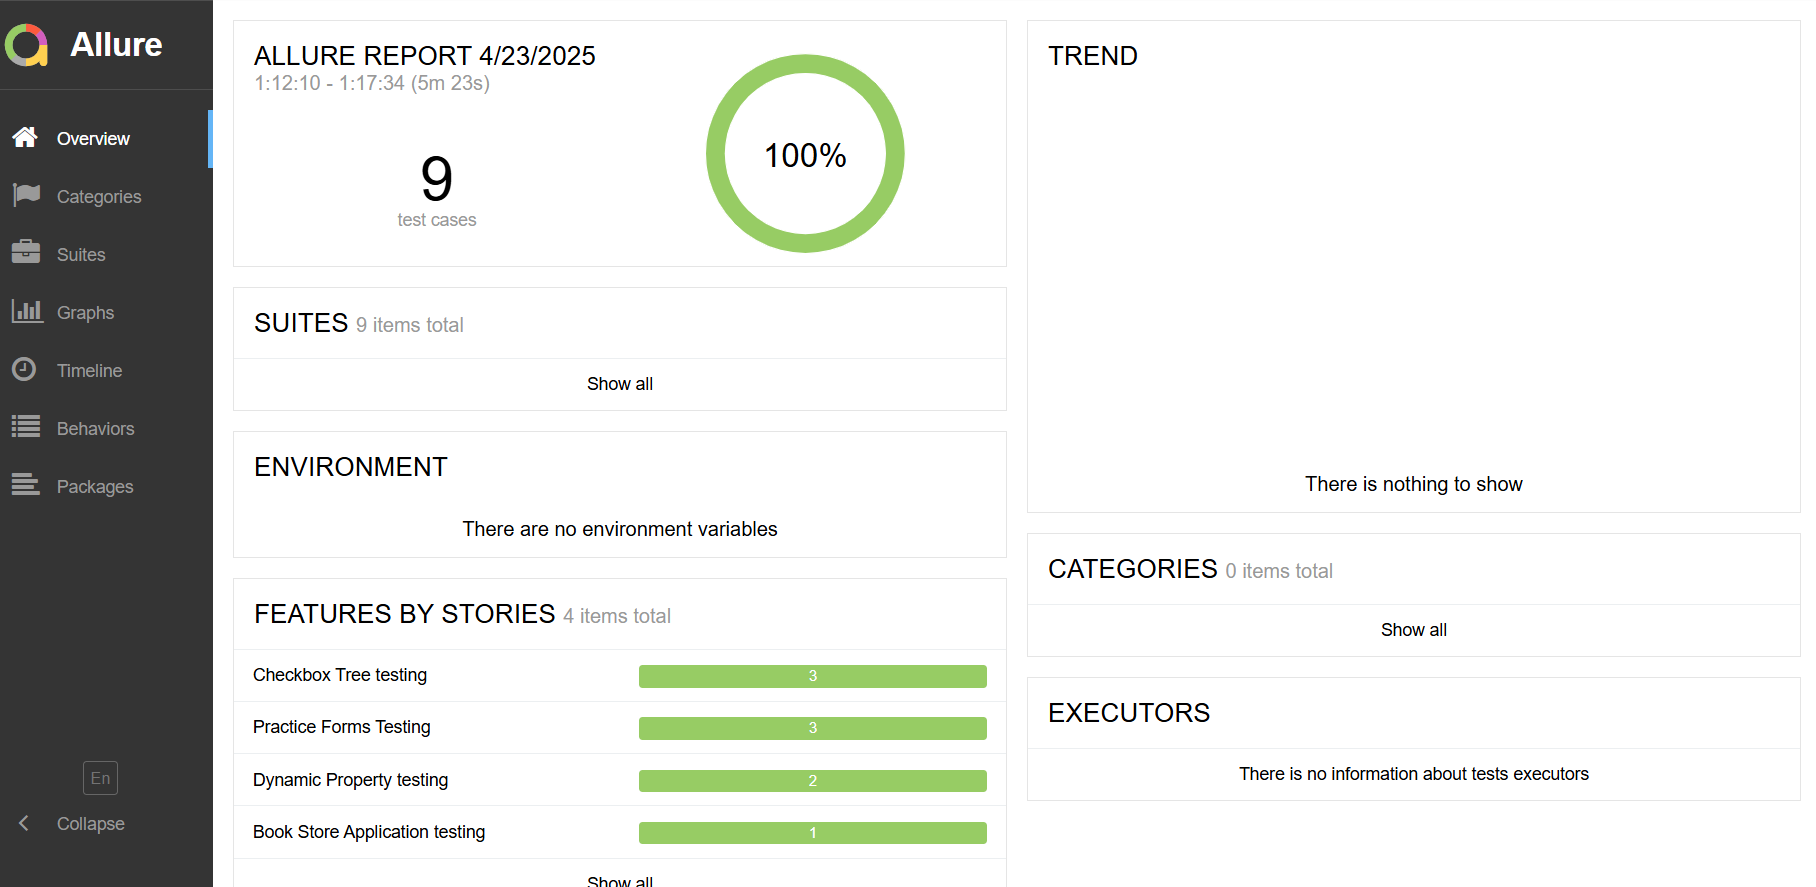 Allure
Overview
Categories
Suites
Graphs
Timeline
Behaviors
Packages
En
Collapse
ALLURE REPORT 4/23/2025
1:12:10 - 1:17:34 (5m 23s)
9
test cases
100%
SUITES 9 items total
Show all
ENVIRONMENT
There are no environment variables
FEATURES BY STORIES 4 items total
Checkbox Tree testing 3
Practice Forms Testing 3
Dynamic Property testing 2
Book Store Application testing 1
Show all
TREND
There is nothing to show
CATEGORIES 0 items total
Show all
EXECUTORS
There is no information about tests executors